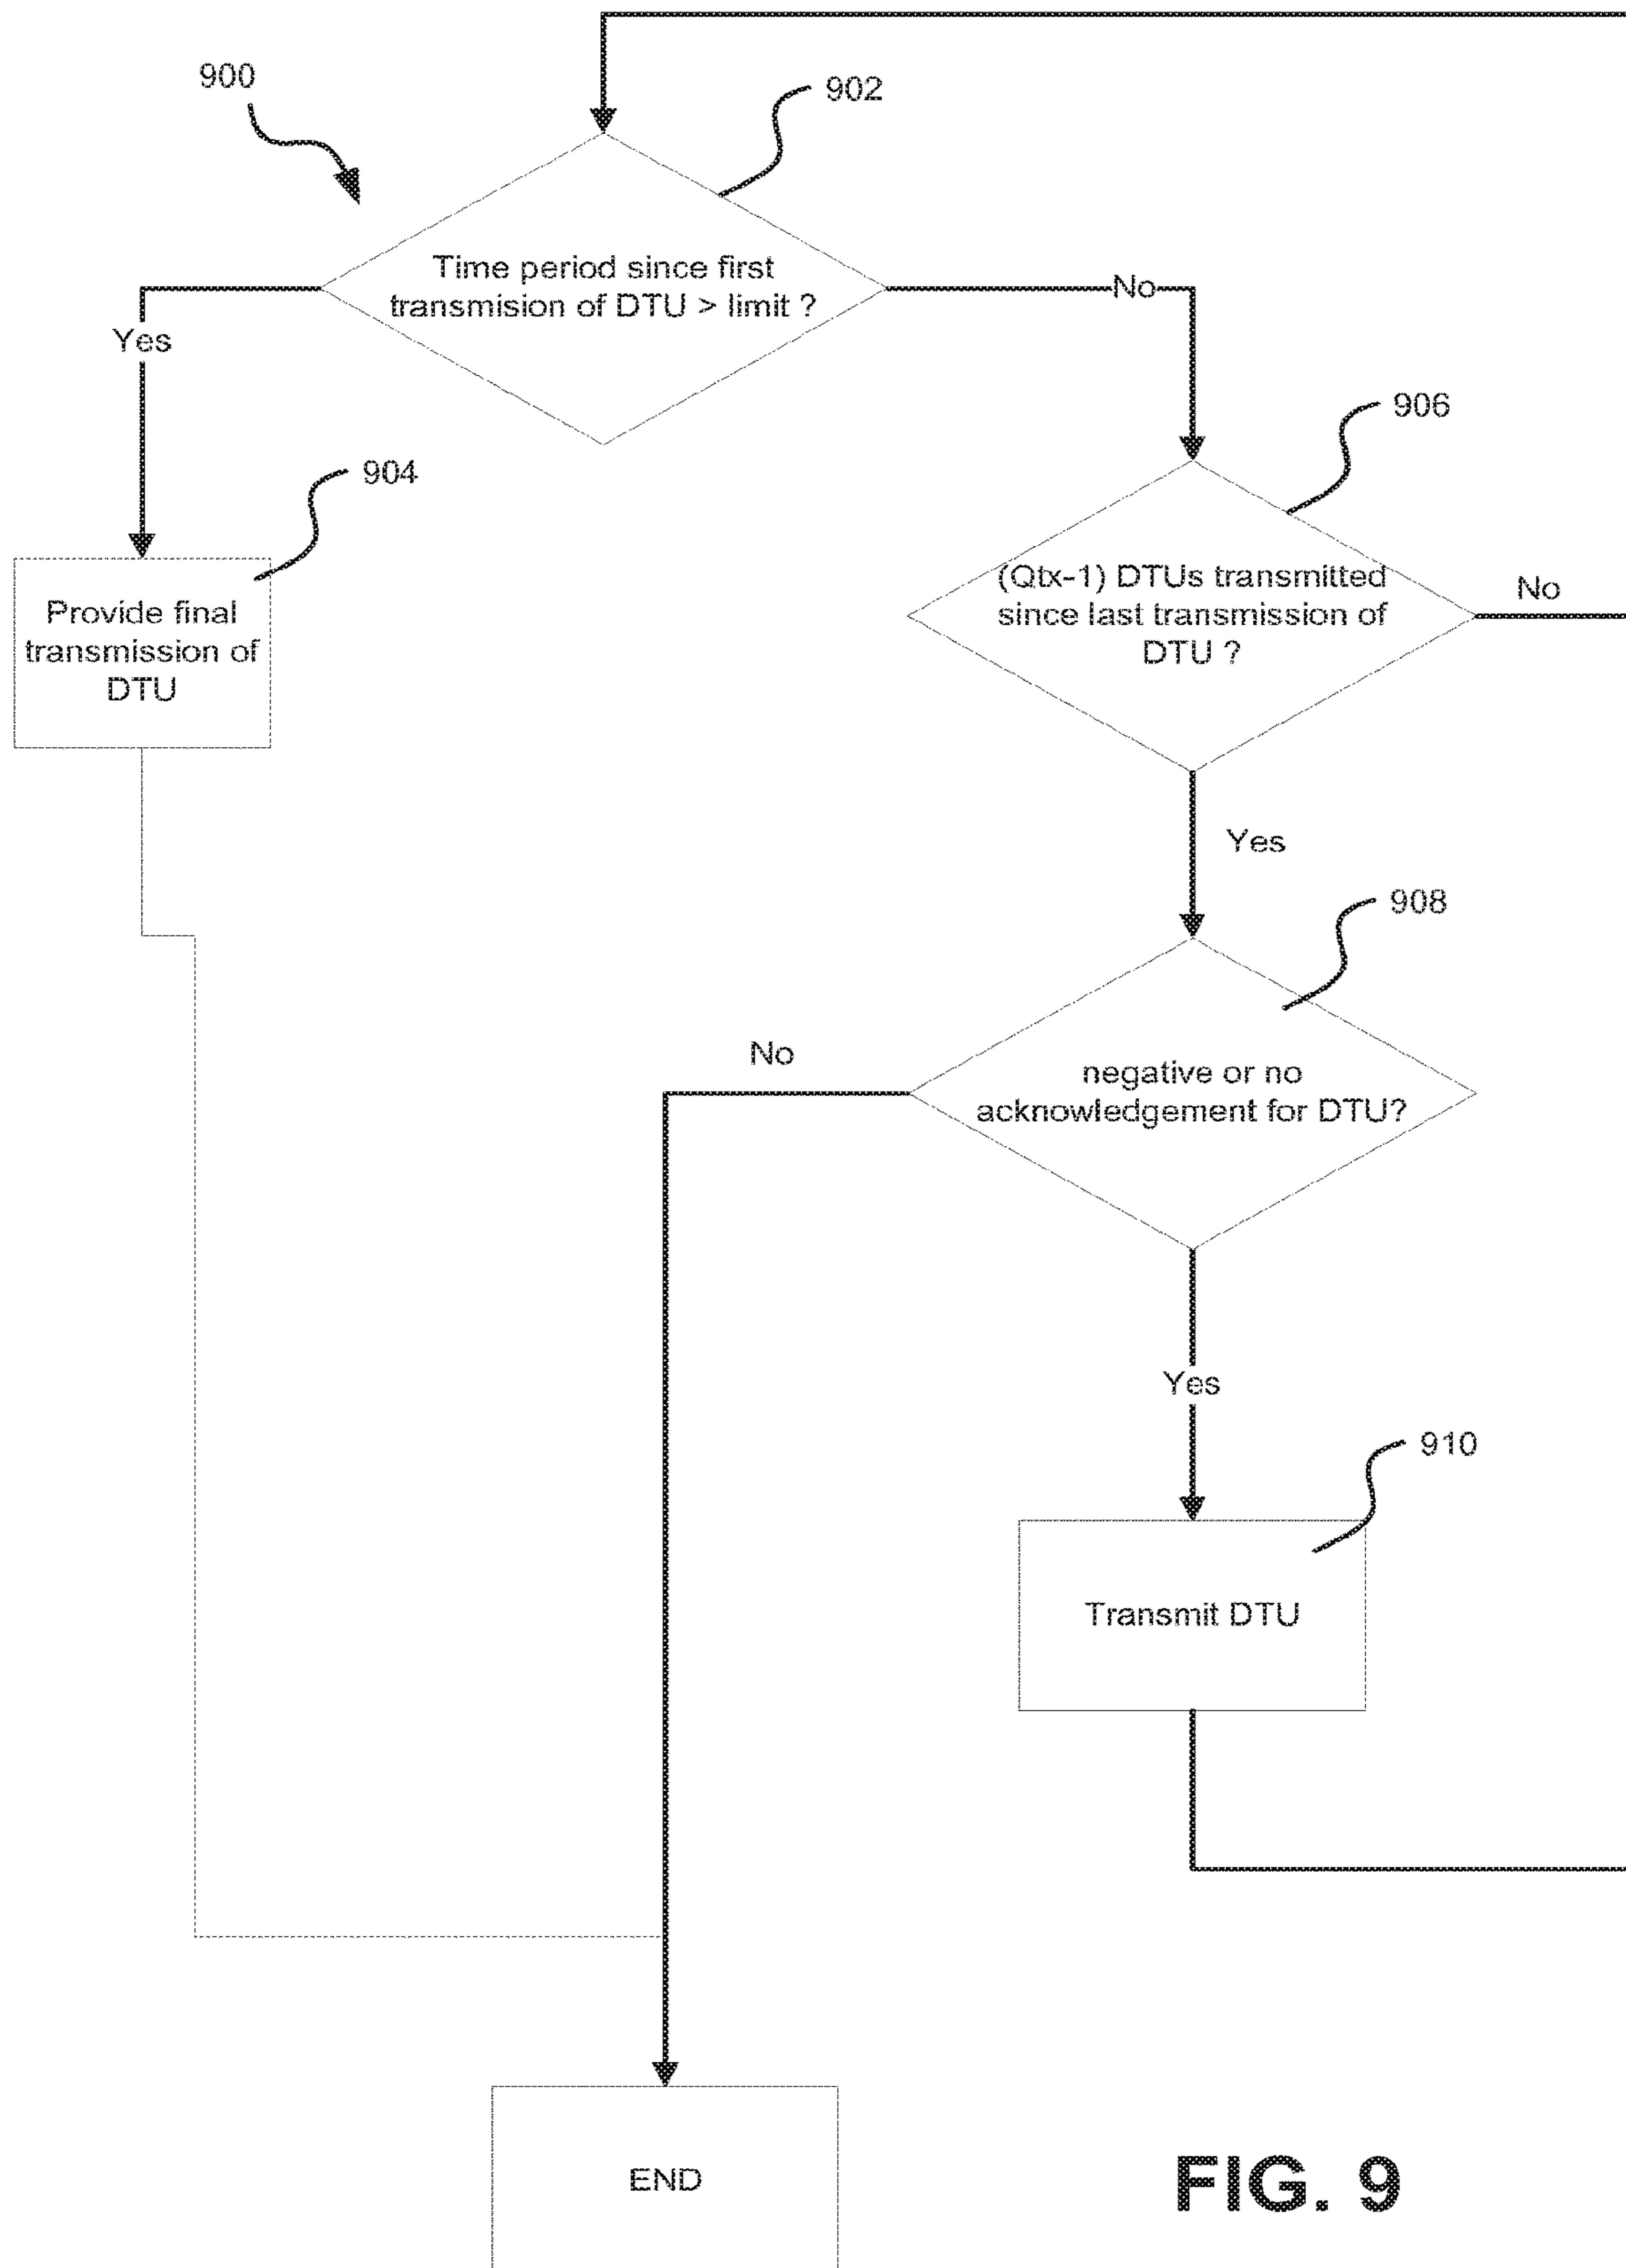 900
902
Time period since first
transmision of DTU > limit ?
No
Yes
906
904
(Qtx-1) DTUs transmitted
since last transmission of
DTU ?
No
Provide final
transmission of
DTU
Yes
908
No
negative or no
acknowledgement for DTU?
Yes
910
Transmit DTU
END
FIG. 9